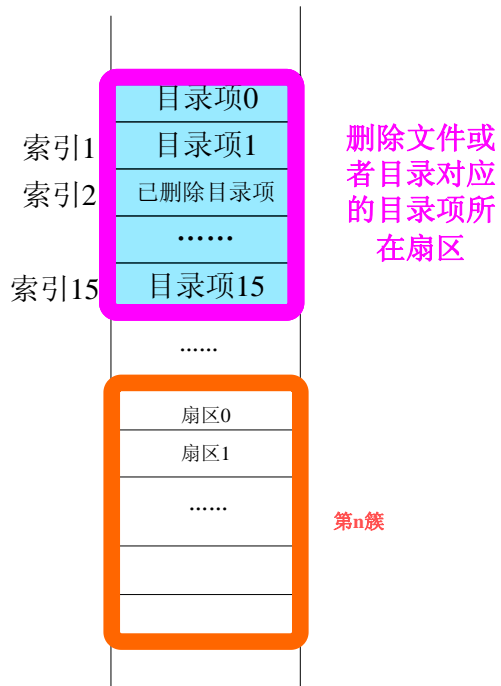 目录项0
索引1
目录项1
索引2
已删除目录项
……
索引15
目录项15
删除文件或
者目录对应
的目录项所
在扇区
……
扇区0
扇区1
……
第n簇